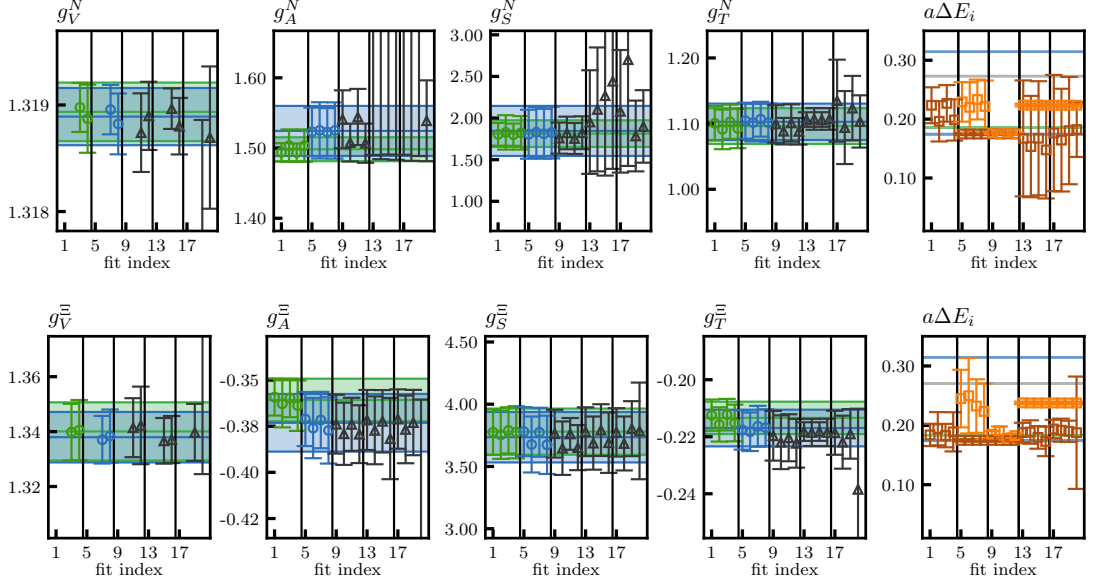 g_V^N g_A^N g_S^N g_T^N aΔE_i
1.319
1.318
1 5 9 13 17
fit index
1.60
1.50
1.40
1 5 9 13 17
fit index
3.00
2.50
2.00
1.50
1.00
1 5 9 13 17
fit index
1.20
1.10
1.00
1 5 9 13 17
fit index
0.30
0.20
0.10
1 5 9 13 17
fit index
g_V^Ξ g_A^Ξ g_S^Ξ g_T^Ξ aΔE_i
1.36
1.34
1.32
1 5 9 13 17
fit index
-0.35
-0.38
-0.40
-0.42
1 5 9 13 17
fit index
4.50
4.00
3.50
3.00
1 5 9 13 17
fit index
-0.20
-0.22
-0.24
1 5 9 13 17
fit index
0.30
0.20
0.10
1 5 9 13 17
fit index